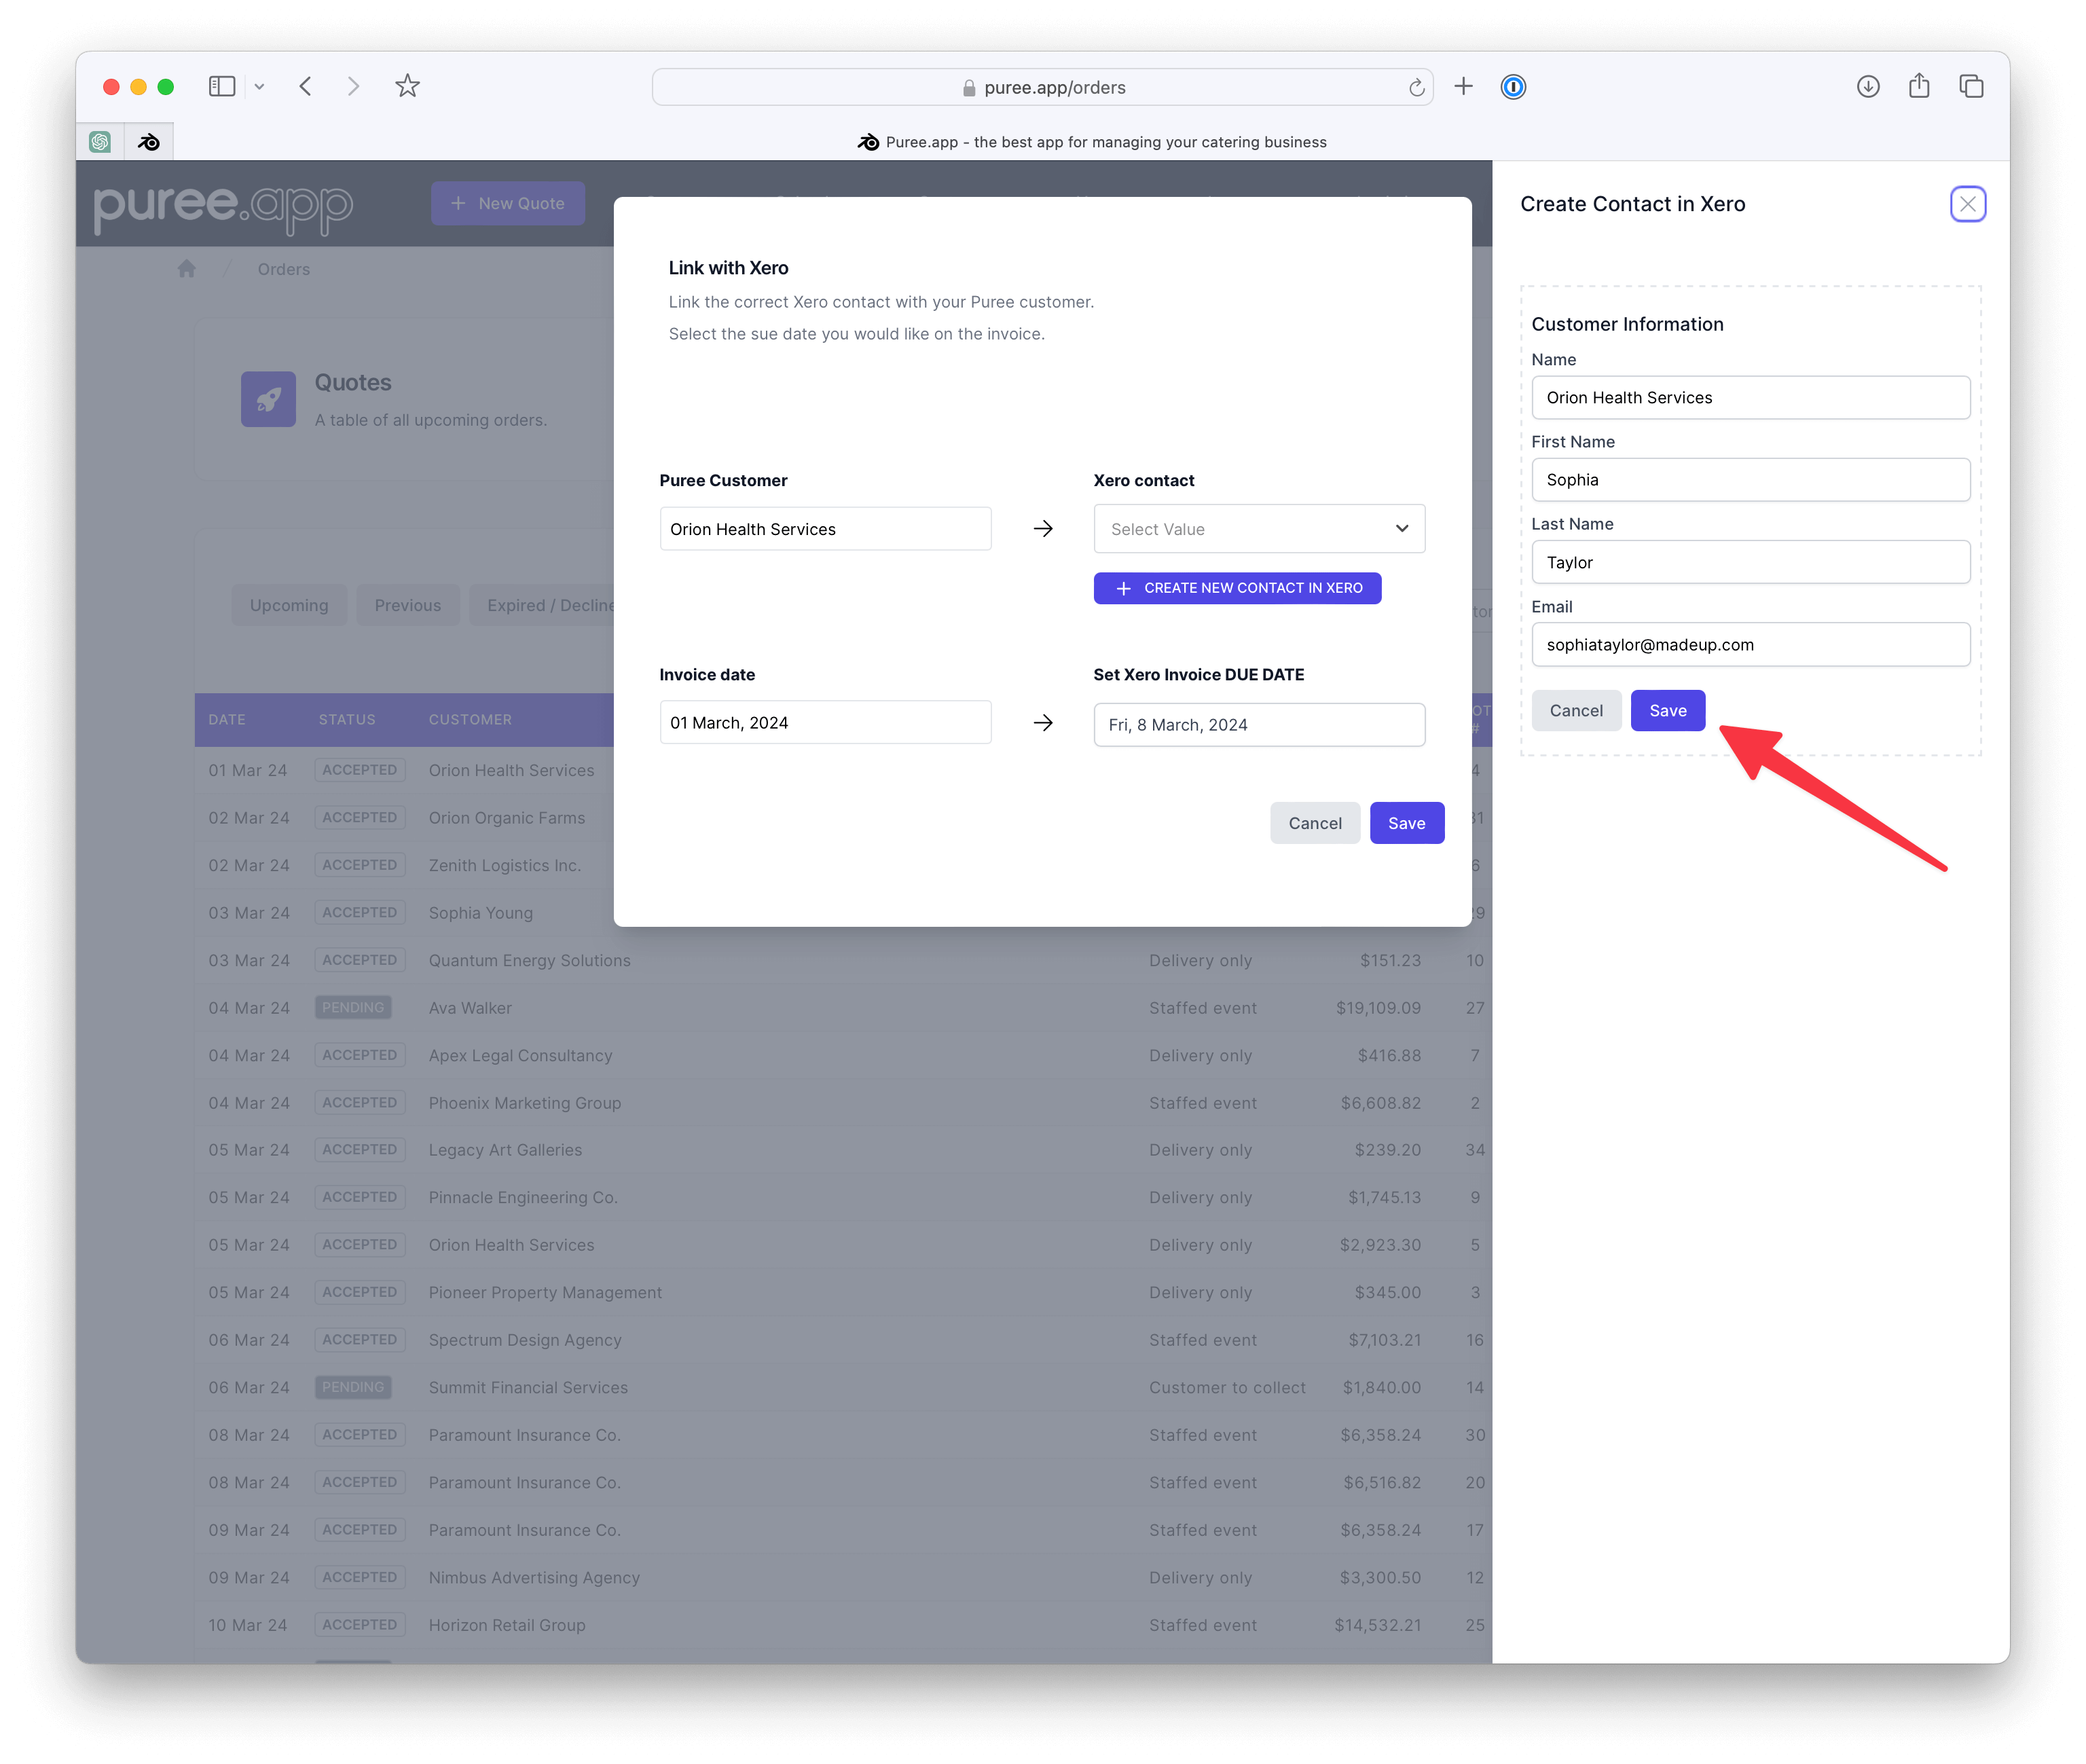 puree.app/orders
Puree.app - the best app for managing your catering business
puree.app
New Quote
Orders
Quotes
A table of all upcoming orders.
Upcoming
Previous
Expired / Decline
DATE STATUS CUSTOMER
01 Mar 24 ACCEPTED Orion Health Services 4
02 Mar 24 ACCEPTED Orion Organic Farms 31
02 Mar 24 ACCEPTED Zenith Logistics Inc. 6
03 Mar 24 ACCEPTED Sophia Young 29
03 Mar 24 ACCEPTED Quantum Energy Solutions Delivery only $151.23 10
04 Mar 24 PENDING Ava Walker Staffed event $19,109.09 27
04 Mar 24 ACCEPTED Apex Legal Consultancy Delivery only $416.88 7
04 Mar 24 ACCEPTED Phoenix Marketing Group Staffed event $6,608.82 2
05 Mar 24 ACCEPTED Legacy Art Galleries Delivery only $239.20 34
05 Mar 24 ACCEPTED Pinnacle Engineering Co. Delivery only $1,745.13 9
05 Mar 24 ACCEPTED Orion Health Services Delivery only $2,923.30 5
05 Mar 24 ACCEPTED Pioneer Property Management Delivery only $345.00 3
06 Mar 24 ACCEPTED Spectrum Design Agency Staffed event $7,103.21 16
06 Mar 24 PENDING Summit Financial Services Customer to collect $1,840.00 14
08 Mar 24 ACCEPTED Paramount Insurance Co. Staffed event $6,358.24 30
08 Mar 24 ACCEPTED Paramount Insurance Co. Staffed event $6,516.82 20
09 Mar 24 ACCEPTED Paramount Insurance Co. Staffed event $6,358.24 17
09 Mar 24 ACCEPTED Nimbus Advertising Agency Delivery only $3,300.50 12
10 Mar 24 ACCEPTED Horizon Retail Group Staffed event $14,532.21 25
Link with Xero
Link the correct Xero contact with your Puree customer.
Select the sue date you would like on the invoice.
Puree Customer
Orion Health Services
Xero contact
Select Value
CREATE NEW CONTACT IN XERO
Invoice date
01 March, 2024
Set Xero Invoice DUE DATE
Fri, 8 March, 2024
Cancel
Save
Create Contact in Xero
Customer Information
Name
Orion Health Services
First Name
Sophia
Last Name
Taylor
Email
sophiataylor@madeup.com
Cancel
Save